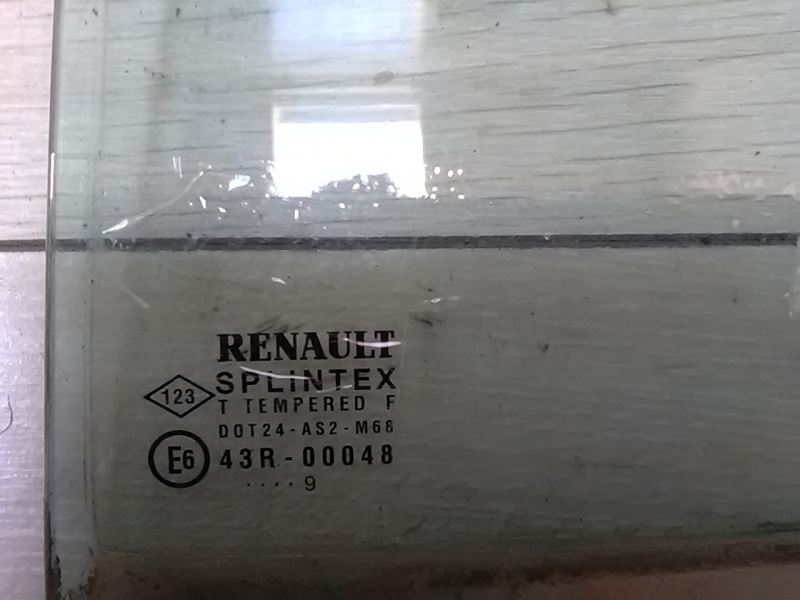 RENAULT
SPLINTEX
123
T TEMPERED F
DOT24-AS2-M68
E6 43R-00048
....9